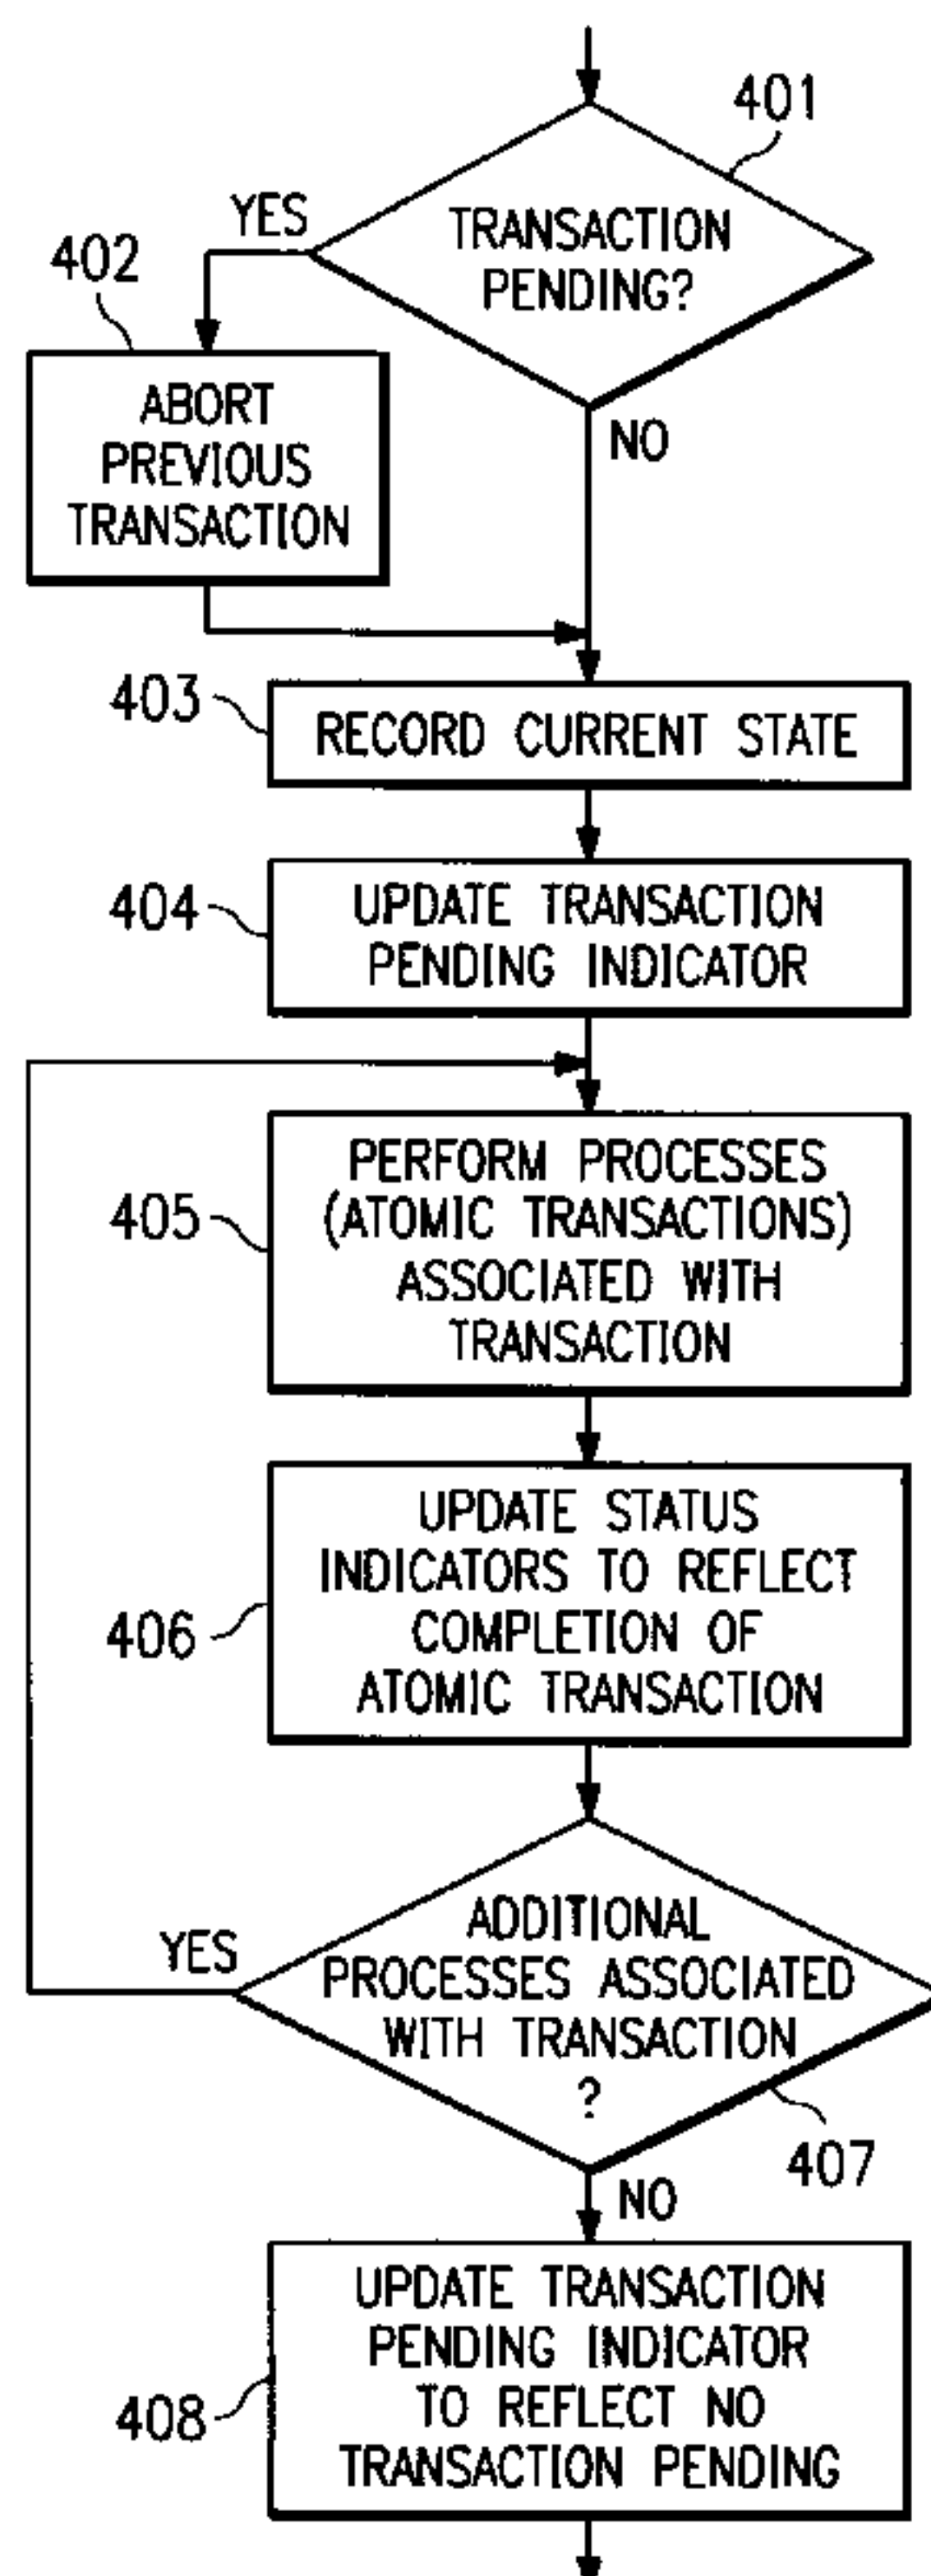 401
TRANSACTION
PENDING?
YES
402
ABORT
PREVIOUS
TRANSACTION
NO
403
RECORD CURRENT STATE
404
UPDATE TRANSACTION
PENDING INDICATOR
405
PERFORM PROCESSES
(ATOMIC TRANSACTIONS)
ASSOCIATED WITH
TRANSACTION
406
UPDATE STATUS
INDICATORS TO REFLECT
COMPLETION OF
ATOMIC TRANSACTION
YES
ADDITIONAL
PROCESSES ASSOCIATED
WITH TRANSACTION
?
407
NO
408
UPDATE TRANSACTION
PENDING INDICATOR
TO REFLECT NO
TRANSACTION PENDING